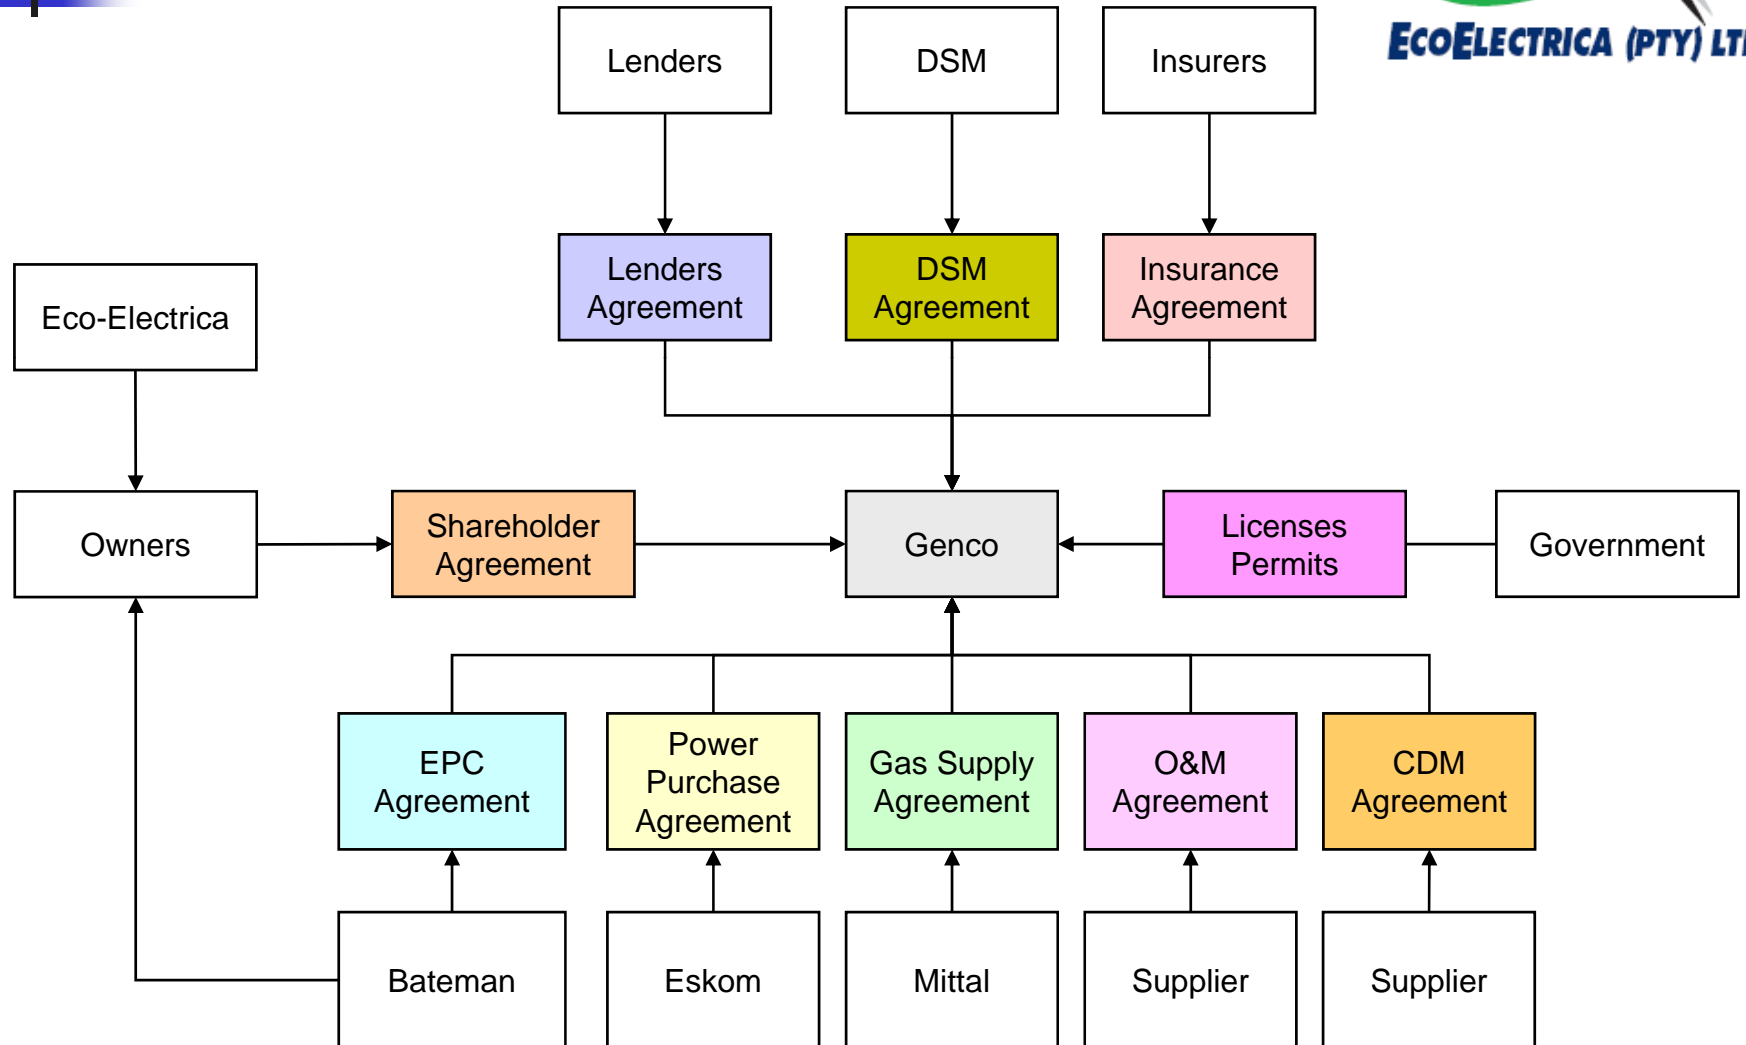 ECOELECTRICA (PTY) LT
Lenders
DSM
Insurers
Lenders
Agreement
DSM
Agreement
Insurance
Agreement
Eco-Electrica
Owners
Shareholder
Agreement
Genco
Licenses
Permits
Government
EPC
Agreement
Power
Purchase
Agreement
Gas Supply
Agreement
O&M
Agreement
CDM
Agreement
Bateman
Eskom
Mittal
Supplier
Supplier